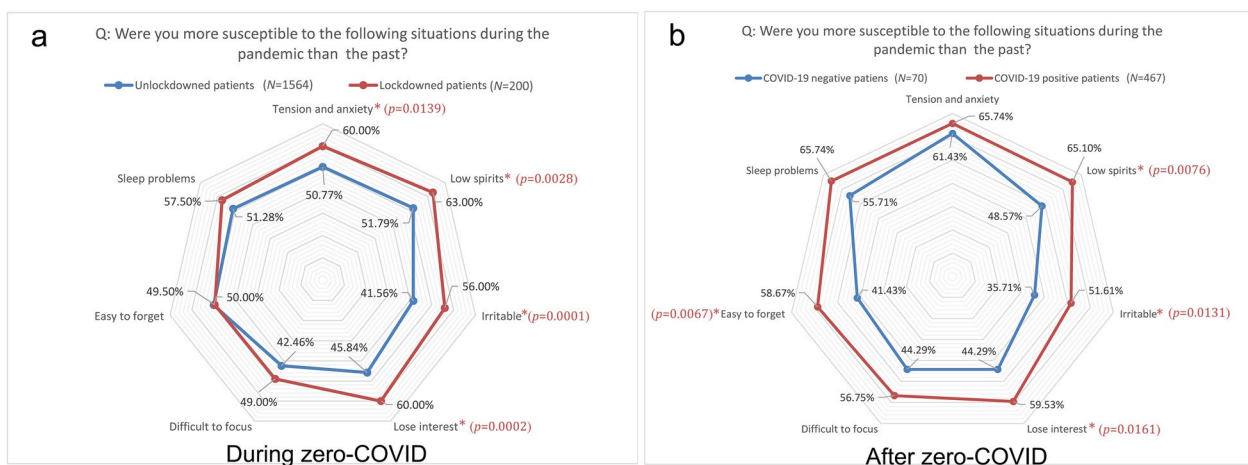 a
Q: Were you more susceptible to the following situations during the
pandemic than the past?
Unlockdowned patients (N=1564)
Lockdowned patients (N=200)
Tension and anxiety* (p=0.0139)
60.00%
50.77%
Low spirits* (p=0.0028)
63.00%
51.79%
Sleep problems
57.50%
51.28%
56.00%
41.56%
Irritable*(p=0.0001)
49.50%
50.00%
Easy to forget
42.46%
45.84%
49.00%
60.00%
Difficult to focus
Lose interest* (p=0.0002)
During zero-COVID
b
Q: Were you more susceptible to the following situations during the
pandemic than the past?
COVID-19 negative patiens (N=70)
COVID-19 positive patients (N=467)
Tension and anxiety
65.74%
61.43%
65.74%
Sleep problems
55.71%
65.10%
Low spirits* (p=0.0076)
48.57%
58.67%
41.43%
35.71%
51.61%
(p=0.0067)*Easy to forget
Irritable* (p=0.0131)
44.29%
44.29%
56.75%
59.53%
Difficult to focus
Lose interest* (p=0.0161)
After zero-COVID